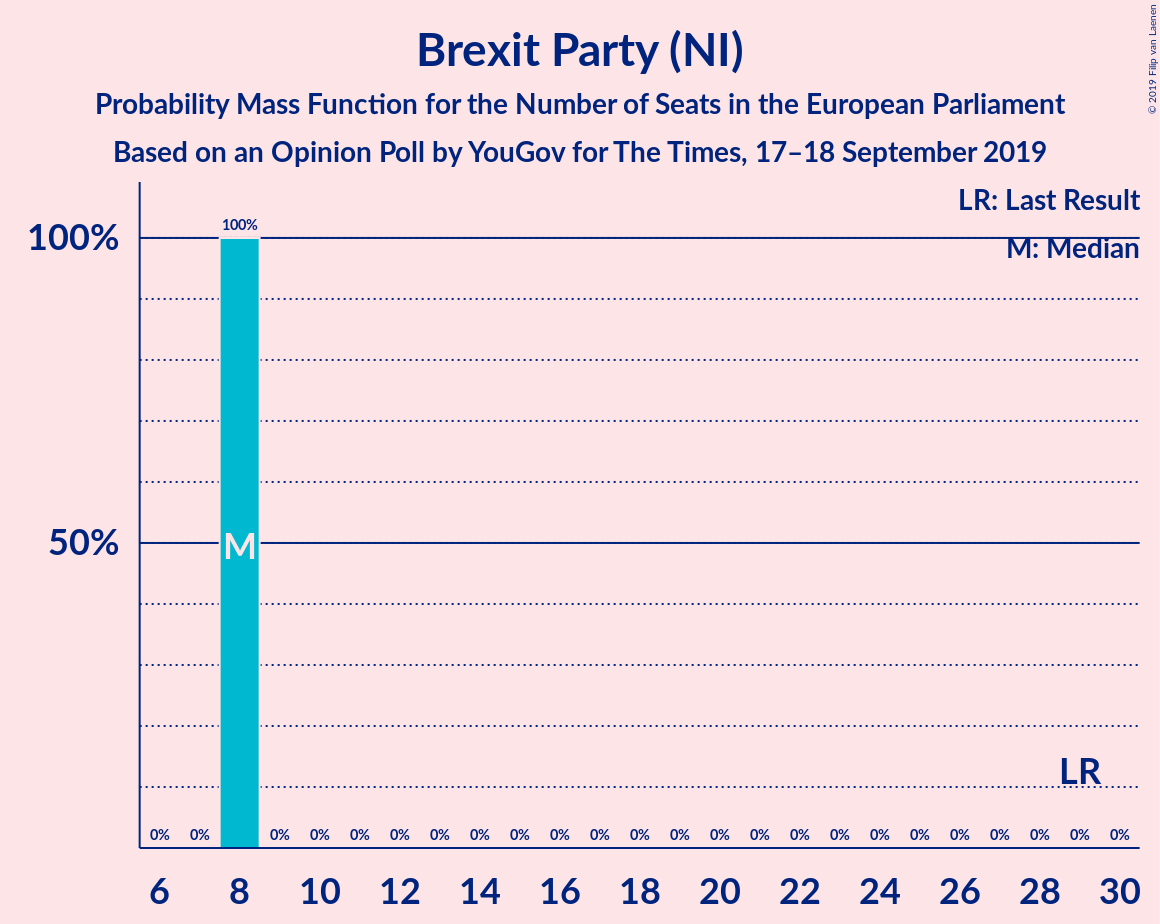 Brexit Party (NI)
Probability Mass Function for the Number of Seats in the European Parliament
Based on an Opinion Poll by YouGov for The Times, 17–18 September 2019
© 2019 Filip van Laenen
LR: Last Result
M: Median
100%
100%
50%
M
LR
0% 0% 0% 0% 0% 0% 0% 0% 0% 0% 0% 0% 0% 0% 0% 0% 0% 0% 0% 0% 0% 0% 0% 0%
6 8 10 12 14 16 18 20 22 24 26 28 30